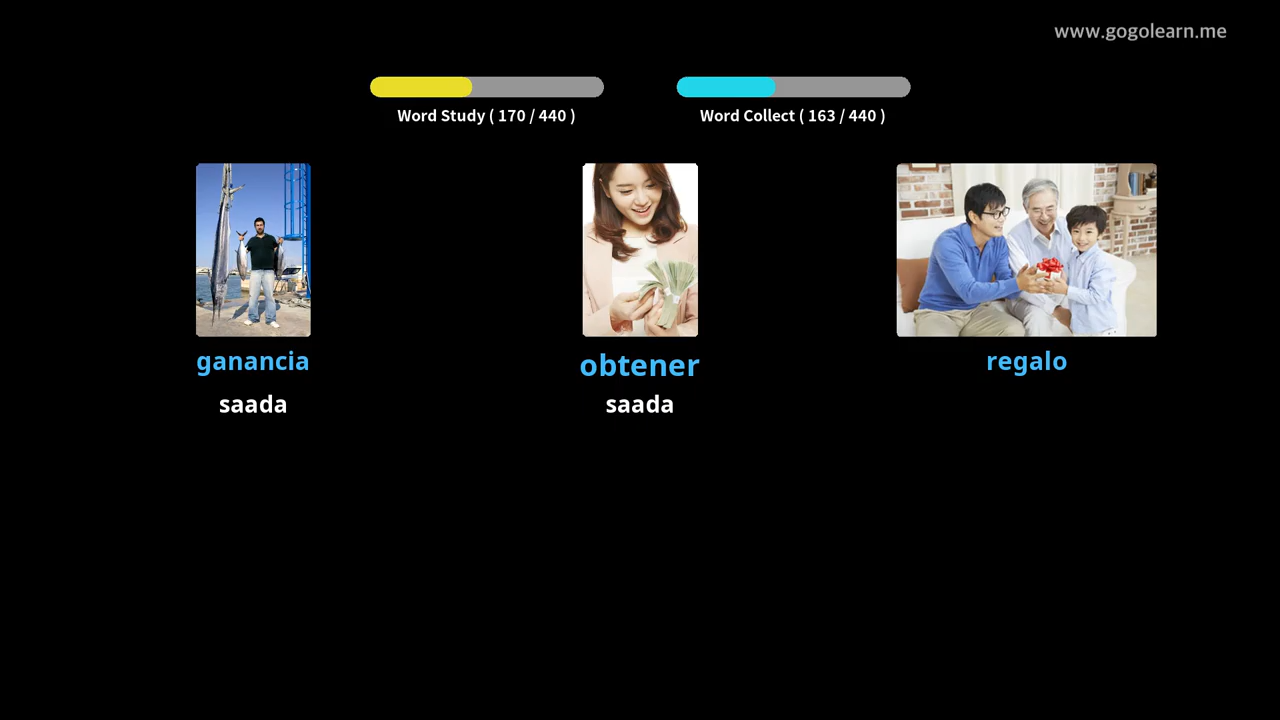 www.gogolearn.me
Word Study ( 170 / 440 )
Word Collect ( 163 / 440 )
ganancia
saada
obtener
saada
regalo